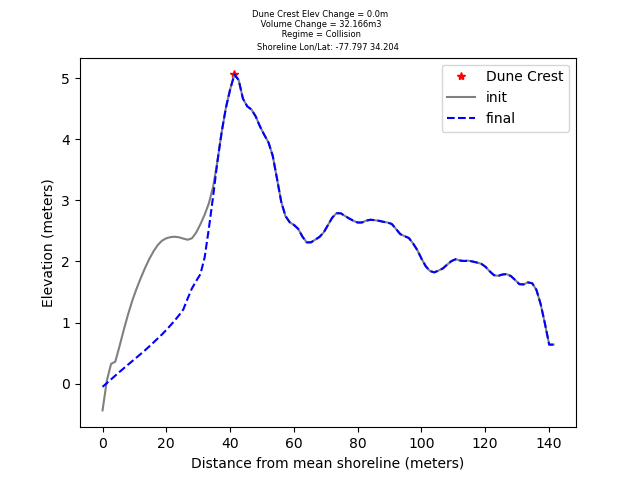 Dune Crest Elev Change = 0.0m
Volume Change = 32.166m3
Regime = Collision
Shoreline Lon/Lat: -77.797 34.204
Dune Crest
init
final
Elevation (meters)
5
4
3
2
1
0
0 20 40 60 80 100 120 140
Distance from mean shoreline (meters)